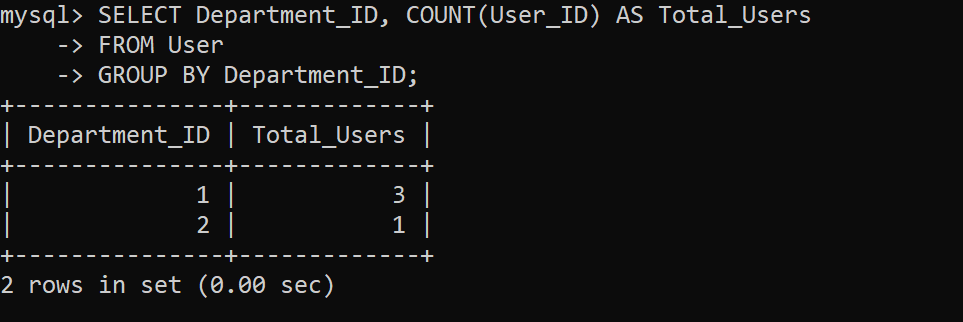 mysql> SELECT Department_ID, COUNT(User_ID) AS Total_Users
    -> FROM User
    -> GROUP BY Department_ID;
+---------------+-------------+
| Department_ID | Total_Users |
+---------------+-------------+
|             1 |           3 |
|             2 |           1 |
+---------------+-------------+
2 rows in set (0.00 sec)